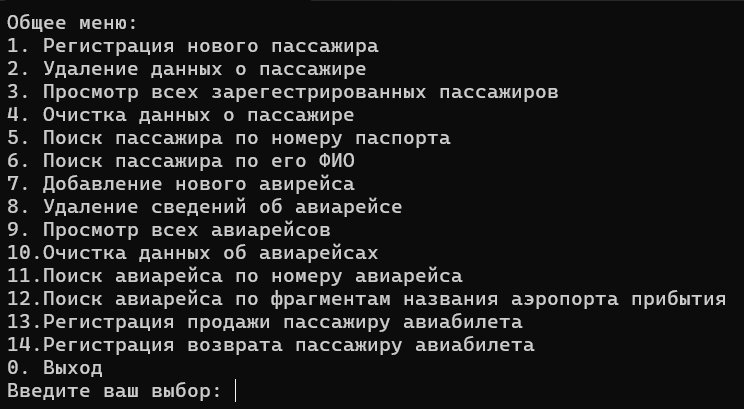 Общее меню:
1. Регистрация нового пассажира
2. Удаление данных о пассажире
3. Просмотр всех зарегестрированных пассажиров
4. Очистка данных о пассажире
5. Поиск пассажира по номеру паспорта
6. Поиск пассажира по его ФИО
7. Добавление нового авирейса
8. Удаление сведений об авиарейсе
9. Просмотр всех авиарейсов
10.Очистка данных об авиарейсах
11.Поиск авиарейса по номеру авиарейса
12.Поиск авиарейса по фрагментам названия аэропорта прибытия
13.Регистрация продажи пассажиру авиабилета
14.Регистрация возврата пассажиру авиабилета
0. Выход
Введите ваш выбор: